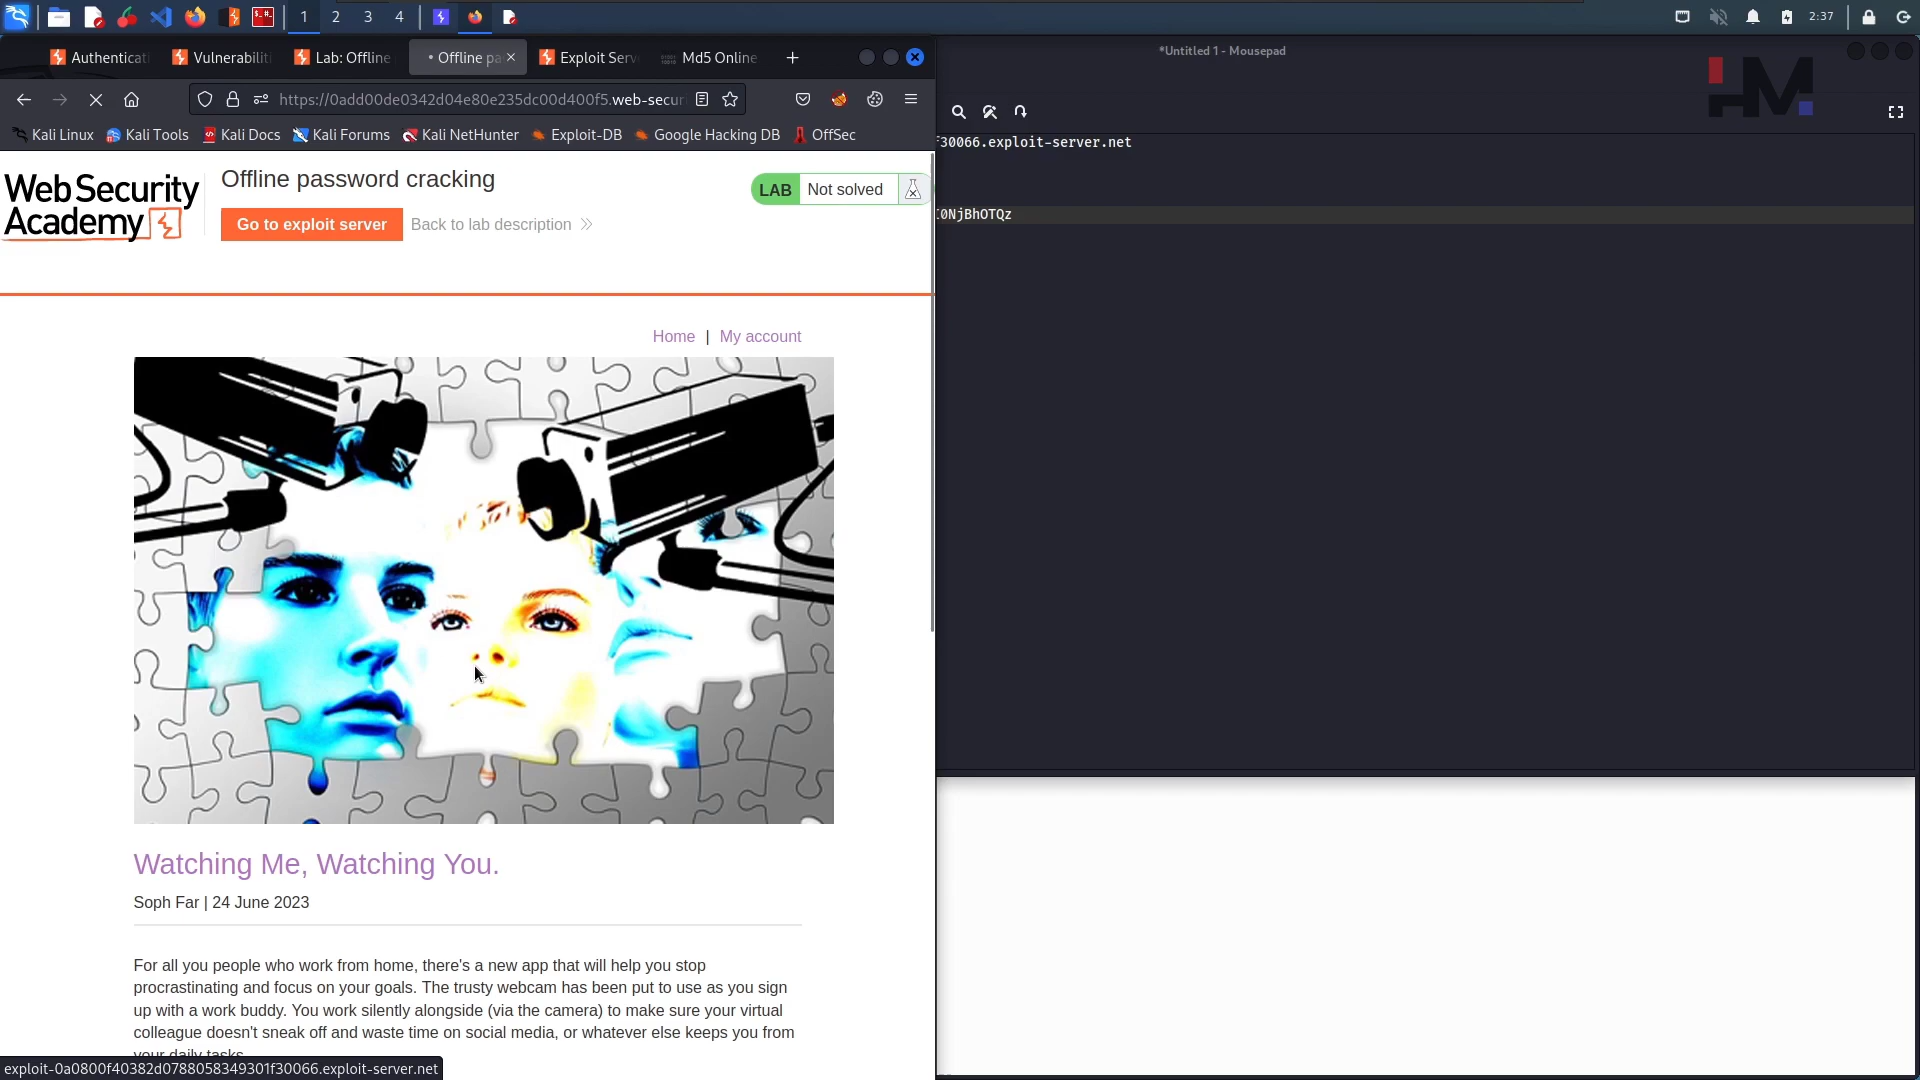 1 2 3 4
2:37
Authenticat
Vulnerabiliti
Lab: Offline
Offline pa
Exploit Serv
Md5 Online
*Untitled 1 - Mousepad
https://0add00de0342d04e80e235dc00d400f5.web-secur
Kali Linux
Kali Tools
Kali Docs
Kali Forums
Kali NetHunter
Exploit-DB
Google Hacking DB
OffSec
HM
f30066.exploit-server.net
Web Security
Academy
Offline password cracking
LAB Not solved
Go to exploit server
Back to lab description
I0NjBhOTQz
Home | My account
Watching Me, Watching You.
Soph Far | 24 June 2023
For all you people who work from home, there's a new app that will help you stop
procrastinating and focus on your goals. The trusty webcam has been put to use as you sign
up with a work buddy. You work silently alongside (via the camera) to make sure your virtual
colleague doesn't sneak off and waste time on social media, or whatever else keeps you from
your daily tasks.
exploit-0a0800f40382d0788058349301f30066.exploit-server.net